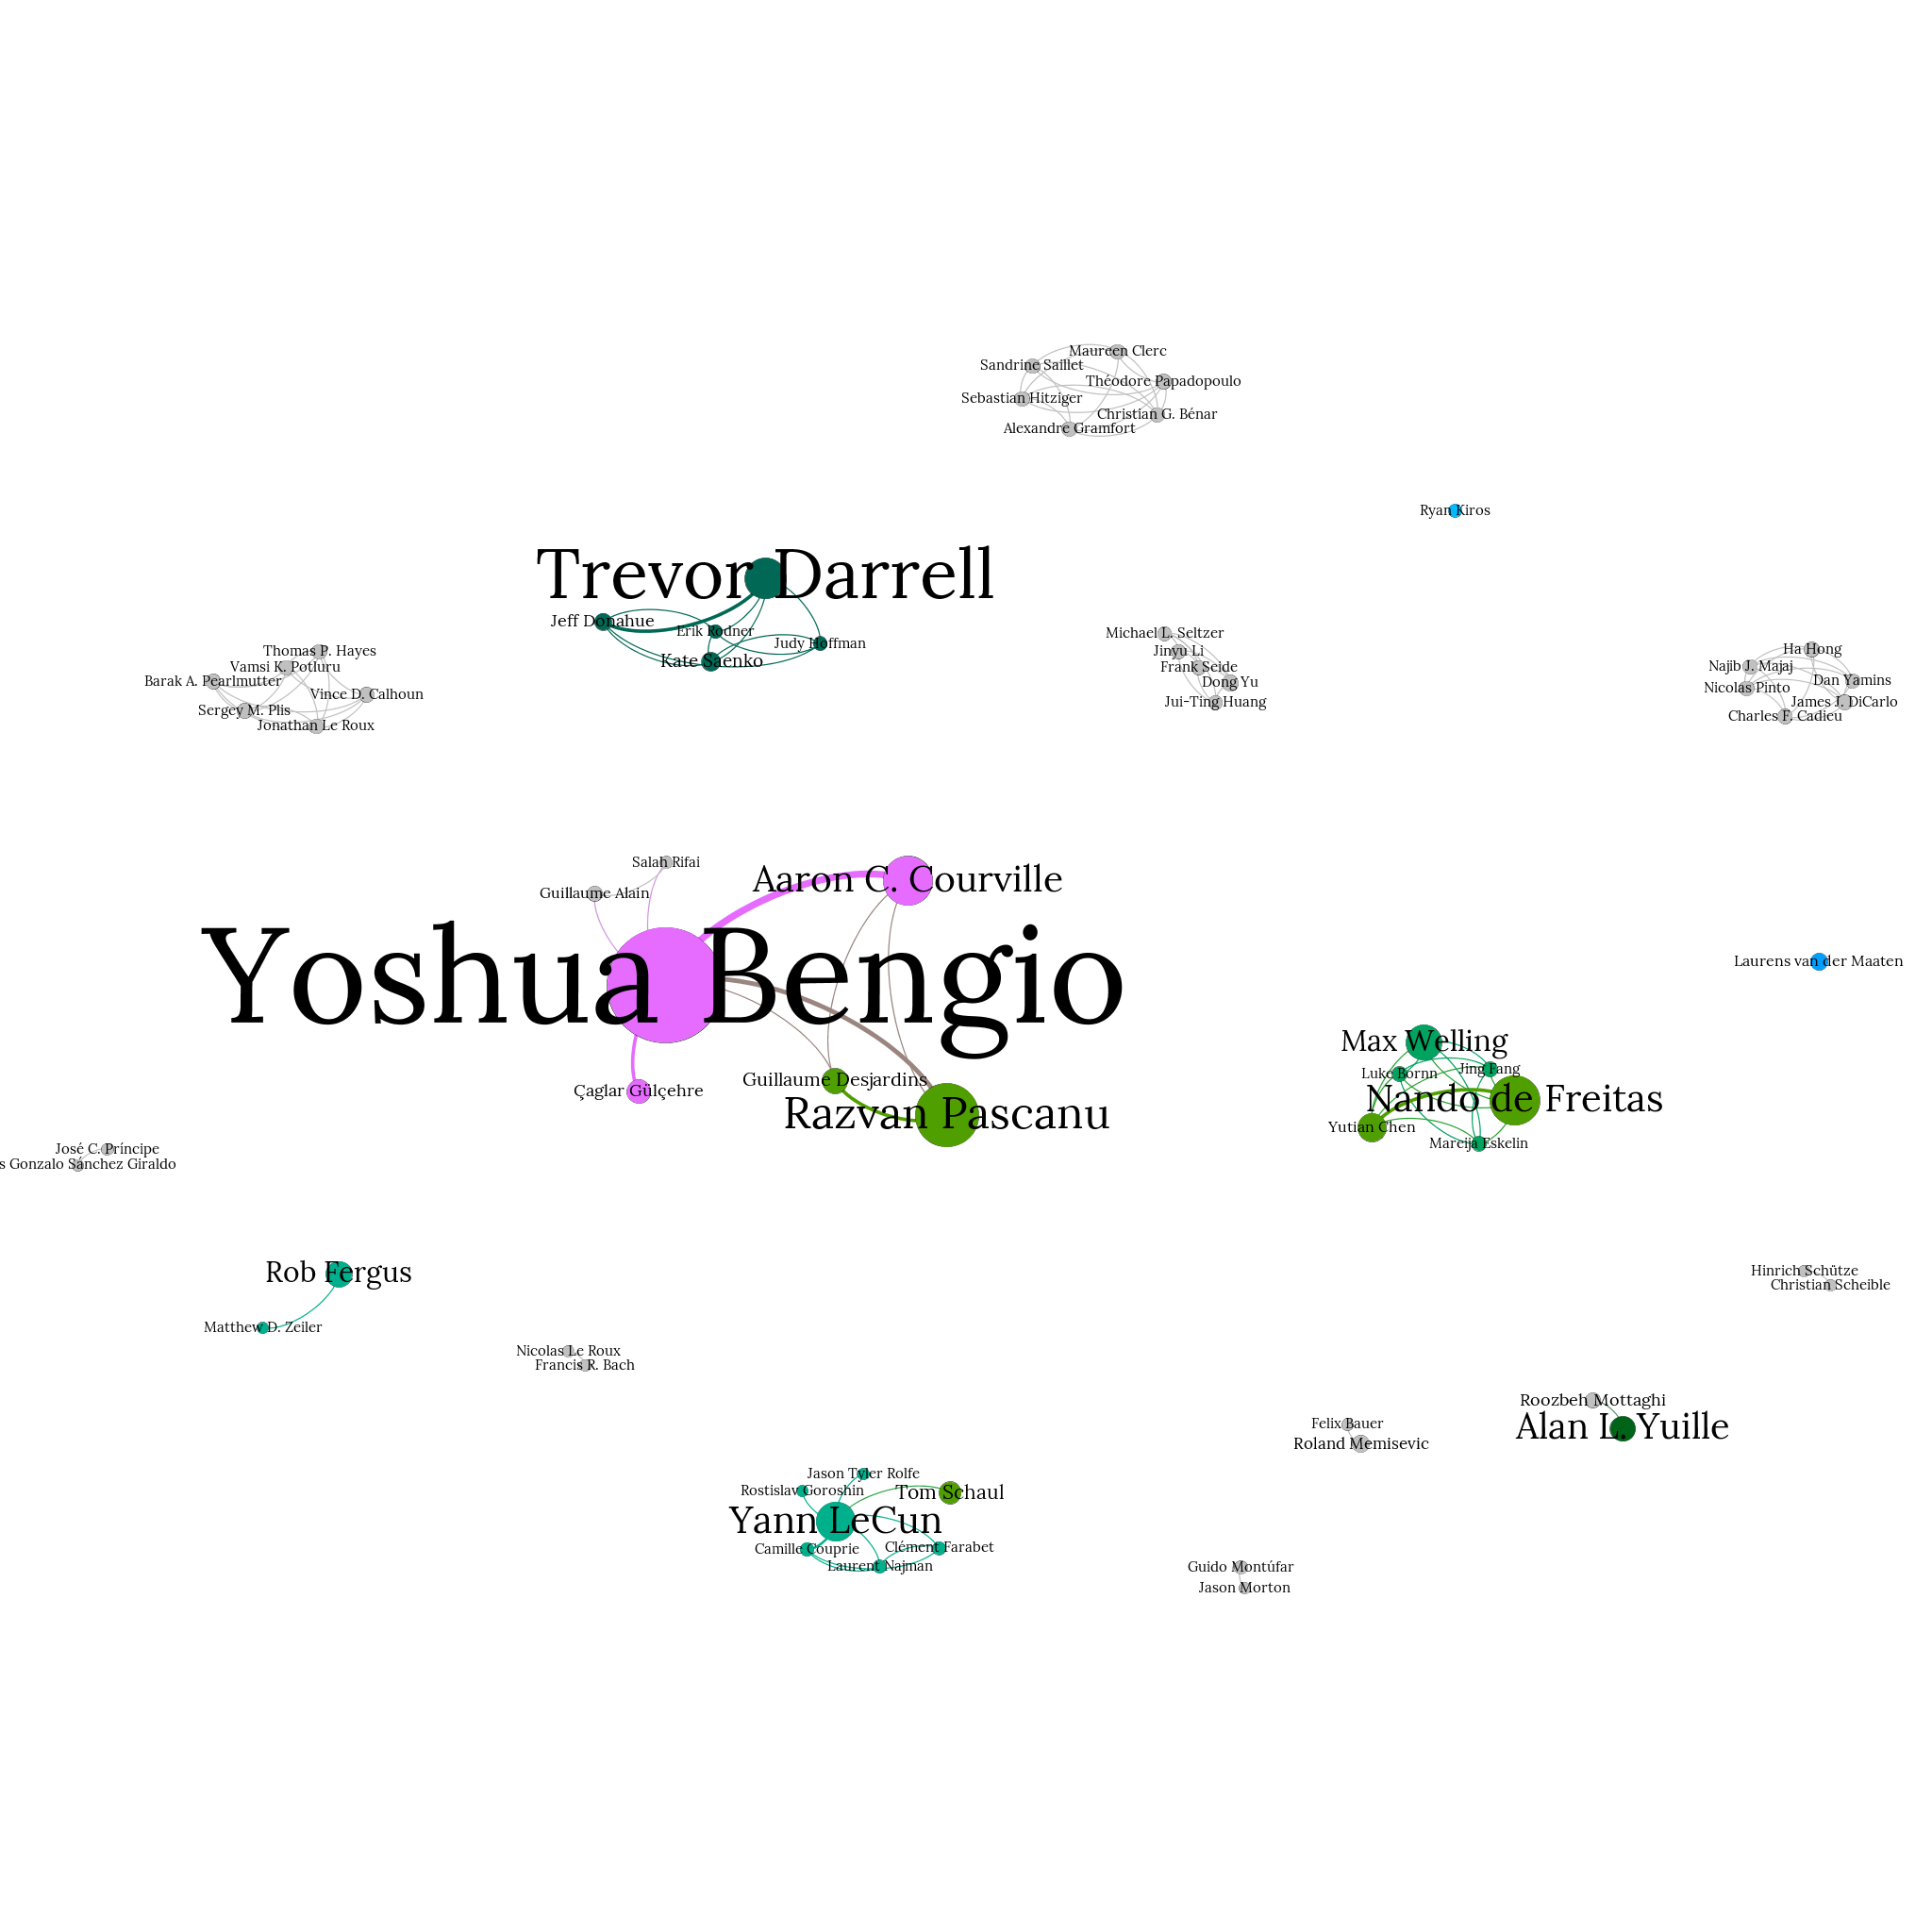 Maureen Clerc
Sandrine Saillet
Théodore Papadopoulo
Sebastian Hitziger
Christian G. Bénar
Alexandre Gramfort
Ryan Kiros
Trevor Darrell
Jeff Donahue
Erik Rodner
Judy Hoffman
Kate Saenko
Michael L. Seltzer
Jinyu Li
Frank Seide
Dong Yu
Jui-Ting Huang
Thomas P. Hayes
Vamsi K. Potluru
Barak A. Pearlmutter
Vince D. Calhoun
Sergey M. Plis
Jonathan Le Roux
Ha Hong
Najib J. Majaj
Dan Yamins
Nicolas Pinto
James J. DiCarlo
Charles F. Cadieu
Salah Rifai
Guillaume Alain
Aaron C. Courville
Yoshua Bengio
Guillaume Desjardins
Çaglar Gülçehre
Razvan Pascanu
Laurens van der Maaten
Max Welling
Luke Bornn
Jing Fang
Nando de Freitas
Yutian Chen
Mareija Eskelin
José C. Príncipe
s Gonzalo Sánchez Giraldo
Rob Fergus
Matthew D. Zeiler
Hinrich Schütze
Christian Scheible
Nicolas Le Roux
Francis R. Bach
Roozbeh Mottaghi
Alan L. Yuille
Felix Bauer
Roland Memisevic
Jason Tyler Rolfe
Rostislav Goroshin
Tom Schaul
Yann LeCun
Camille Couprie
Clément Farabet
Laurent Najman
Guido Montúfar
Jason Morton